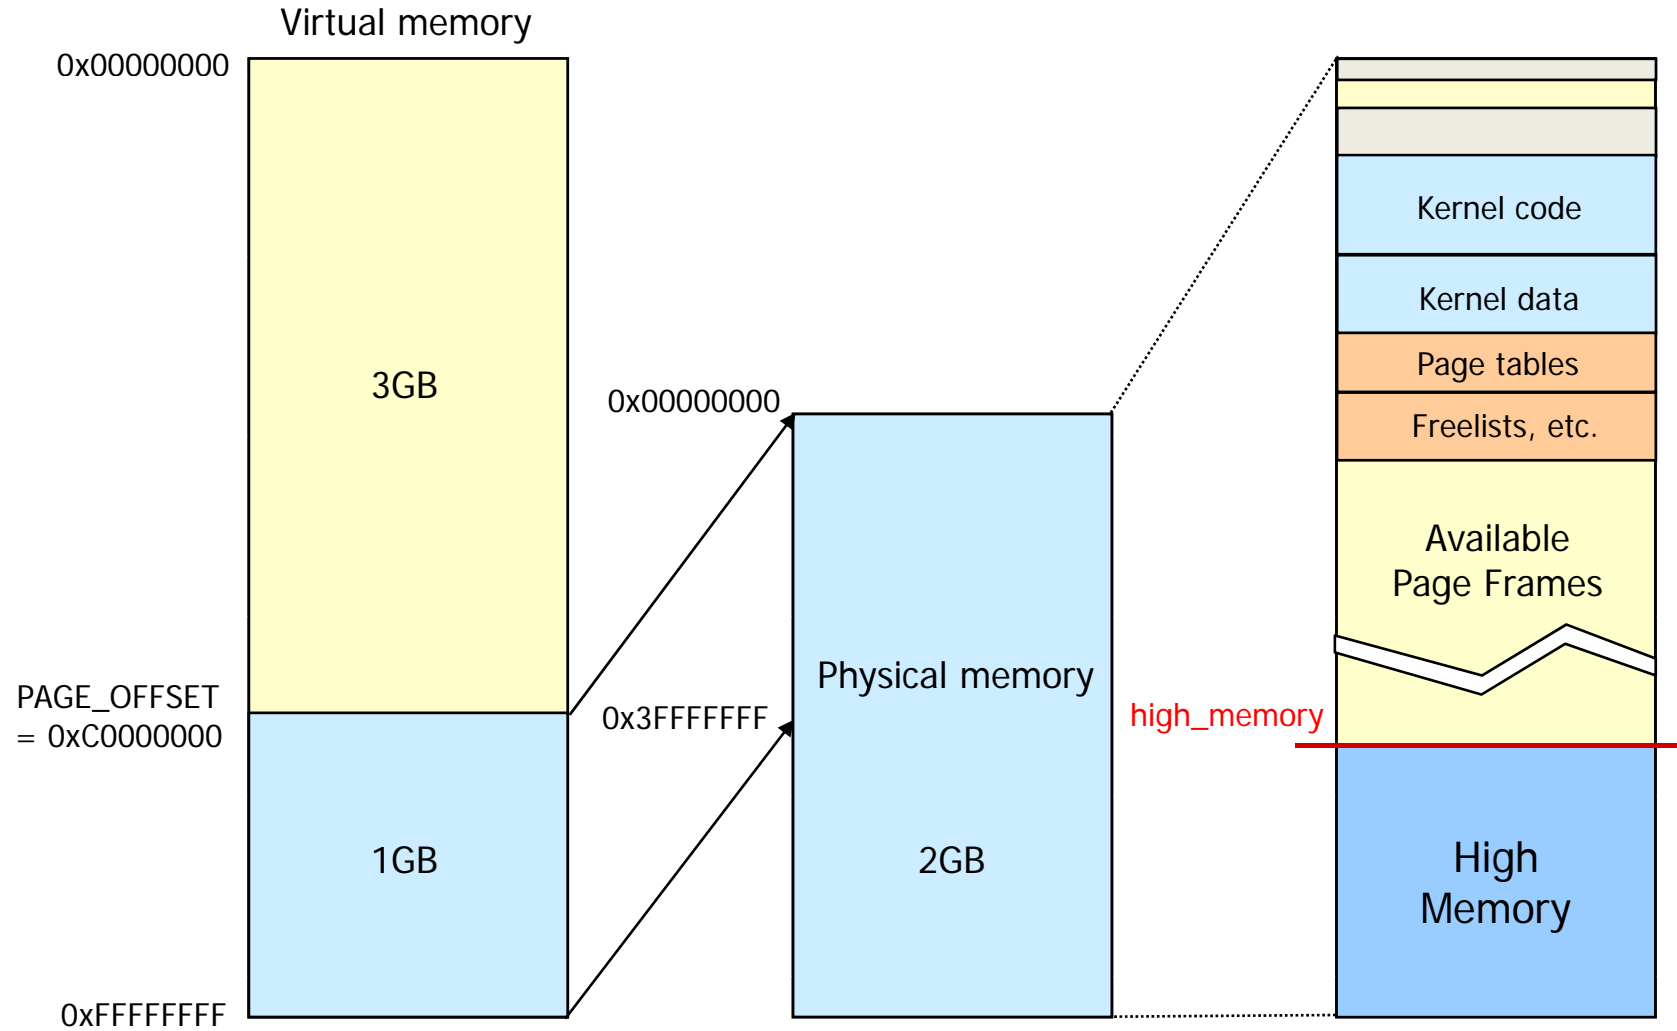 Virtual memory
0x00000000
3GB
PAGE_OFFSET
= 0xC0000000
1GB
0xFFFFFFFF
0x00000000
0x3FFFFFFF
Physical memory
2GB
high_memory
Kernel code
Kernel data
Page tables
Freelists, etc.
Available
Page Frames
High
Memory